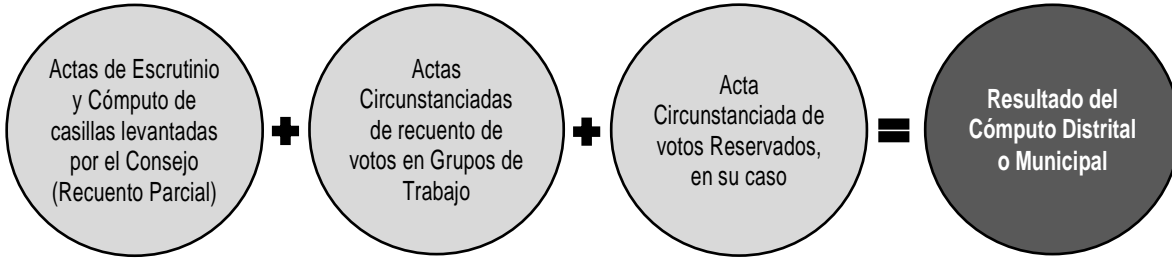 Actas de Escrutinio
y Cómputo de
casillas levantadas
por el Consejo
(Recuento Parcial)
+
Actas
Circunstanciadas
de recuento de
votos en Grupos de
Trabajo
+
Acta
Circunstanciada de
votos Reservados,
en su caso
=
Resultado del
Cómputo Distrital
o Municipal